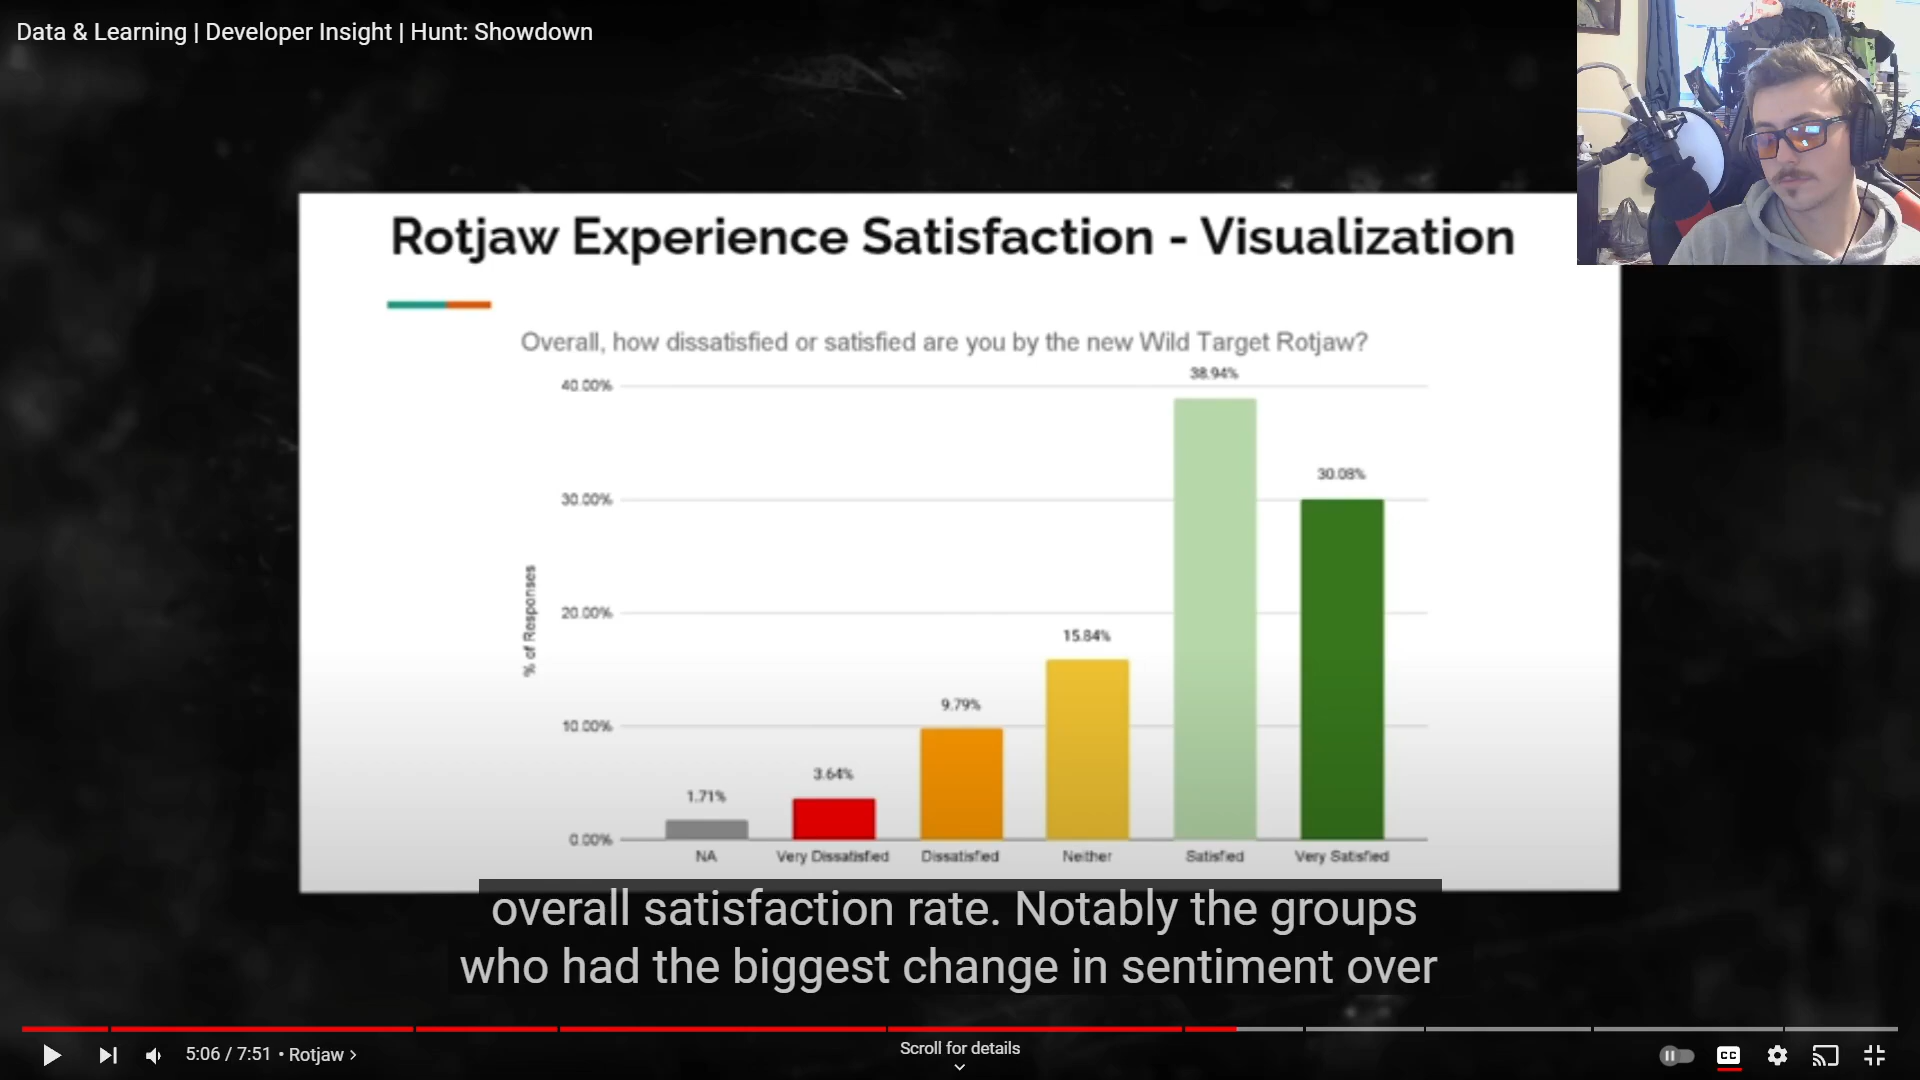 Data & Learning | Developer Insight | Hunt: Showdown
Rotjaw Experience Satisfaction - Visualization
Overall, how dissatisfied or satisfied are you by the new Wild Target Rotjaw?
40.00%
30.00%
20.00%
10.00%
0.00%
% of Responses
1.71%
3.64%
9.79%
15.84%
38.94%
30.08%
NA
Very Dissatisfied
Dissatisfied
Neither
Satisfied
Very Satisfied
overall satisfaction rate. Notably the groups
who had the biggest change in sentiment over
5:06 / 7:51 • Rotjaw >
Scroll for details
CC